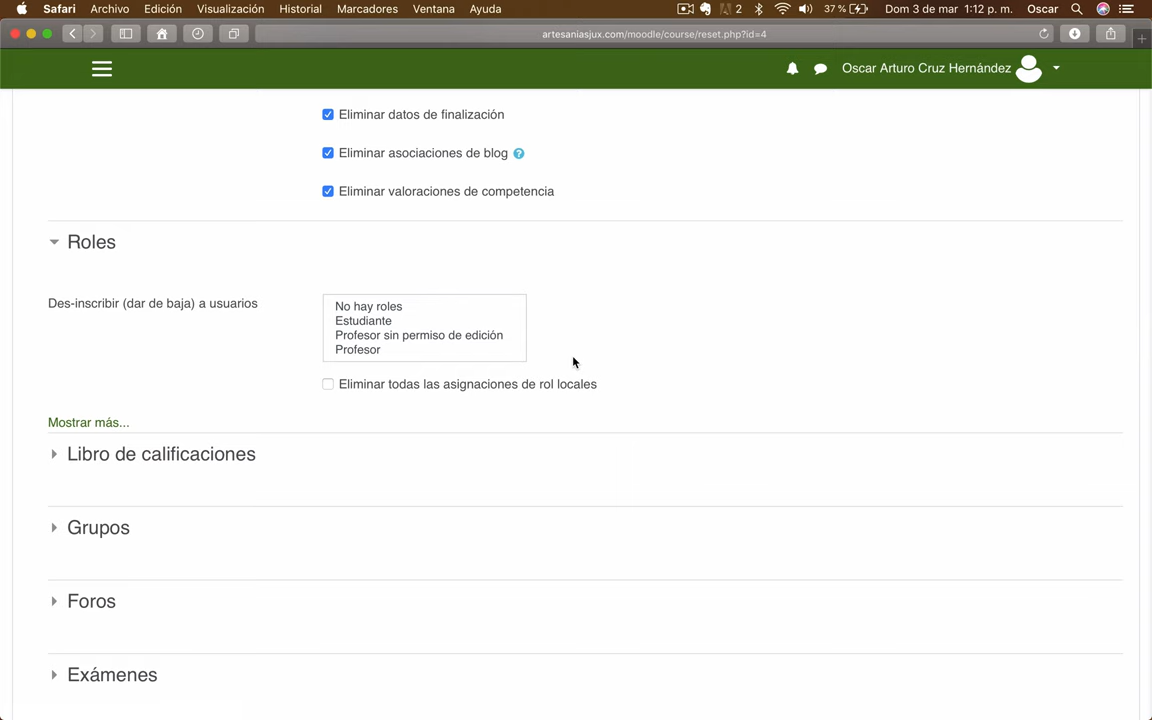 Safari Archivo Edición Visualización Historial Marcadores Ventana Ayuda 2 37 % Dom 3 de mar 1:12 p. m. Oscar
artesaniasjux.com/moodle/course/reset.php?id=4
Oscar Arturo Cruz Hernández
Eliminar datos de finalización
Eliminar asociaciones de blog ?
Eliminar valoraciones de competencia
Roles
Des-inscribir (dar de baja) a usuarios
No hay roles
Estudiante
Profesor sin permiso de edición
Profesor
Eliminar todas las asignaciones de rol locales
Mostrar más...
Libro de calificaciones
Grupos
Foros
Exámenes